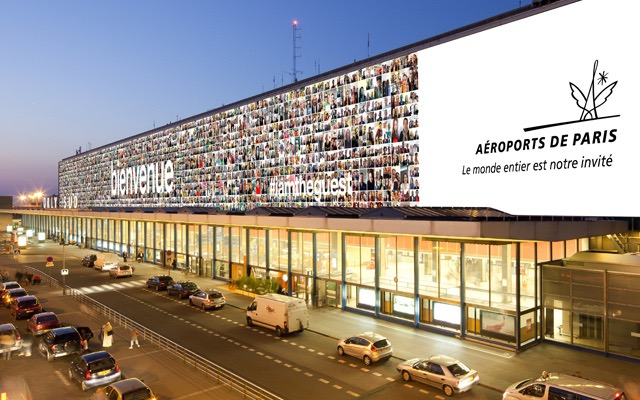 bienvenue
#iamtheguest
AÉROPORTS DE PARIS
Le monde entier est notre invité